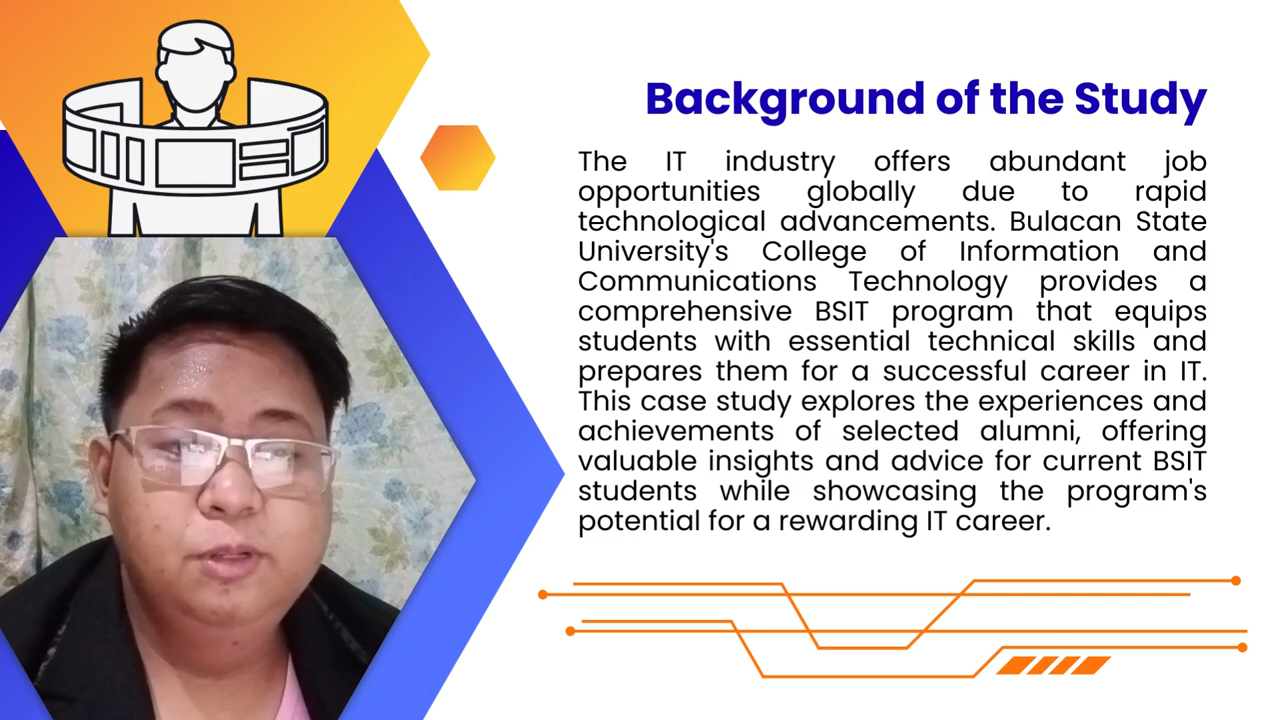 Background of the Study
The IT industry offers abundant job
opportunities globally due to rapid
technological advancements. Bulacan State
University's College of Information and
Communications Technology provides a
comprehensive BSIT program that equips
students with essential technical skills and
prepares them for a successful career in IT.
This case study explores the experiences and
achievements of selected alumni, offering
valuable insights and advice for current BSIT
students while showcasing the program's
potential for a rewarding IT career.